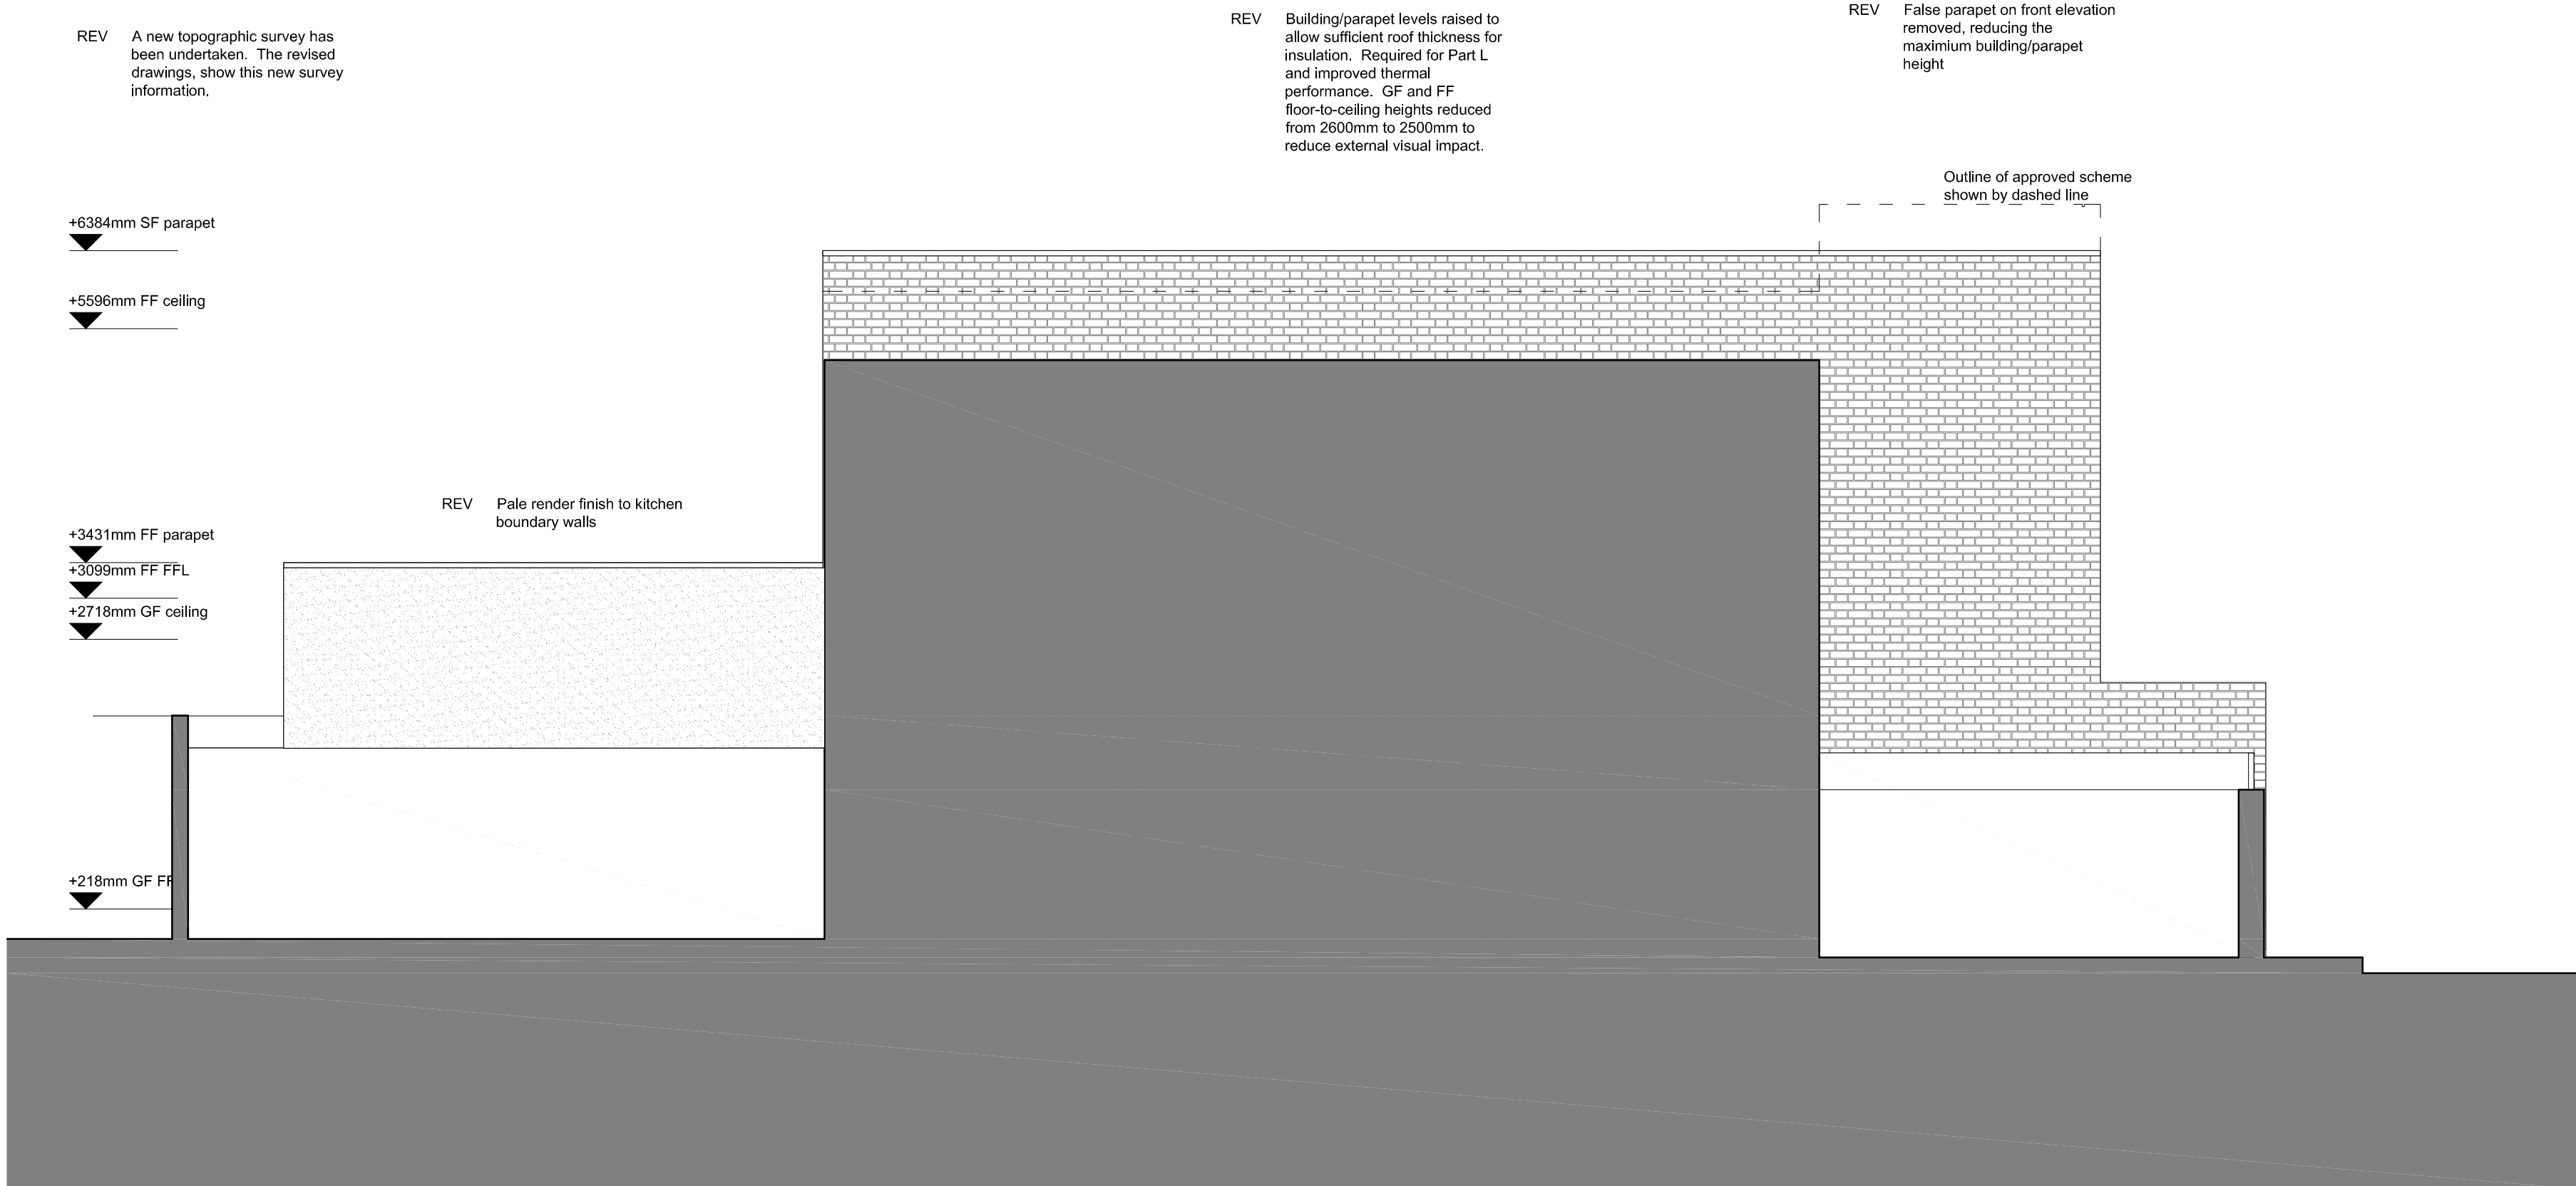 REV A new topographic survey has
been undertaken. The revised
drawings, show this new survey
information.
REV Building/parapet levels raised to
allow sufficient roof thickness for
insulation. Required for Part L
and improved thermal
performance. GF and FF
floor-to-ceiling heights reduced
from 2600mm to 2500mm to
reduce external visual impact.
REV False parapet on front elevation
removed, reducing the
maximium building/parapet
height
Outline of approved scheme
shown by dashed line
+6384mm SF parapet
+5596mm FF ceiling
REV Pale render finish to kitchen
boundary walls
+3431mm FF parapet
+3099mm FF FFL
+2718mm GF ceiling
+218mm GF